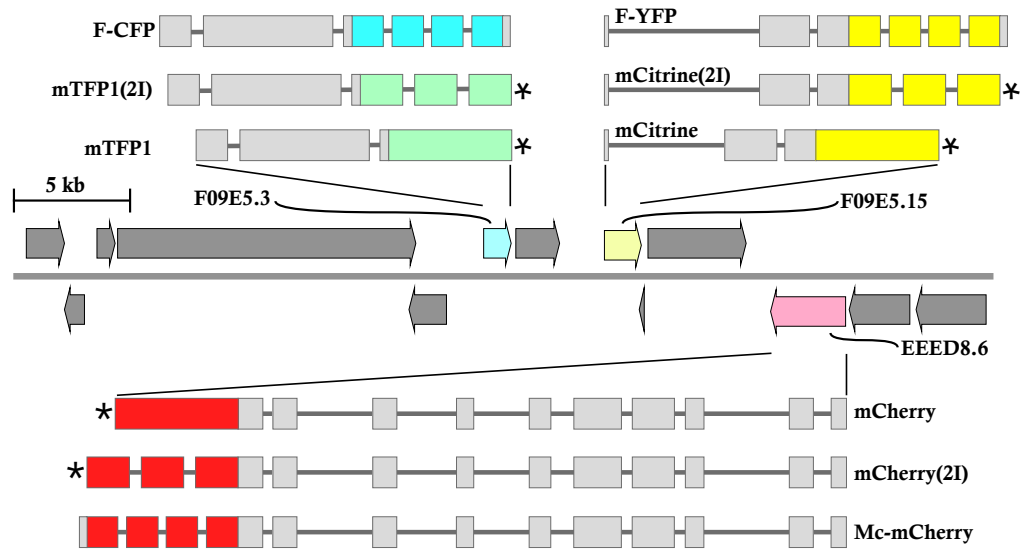 F-CFP
F-YFP
mTFP1(2I)
*
mCitrine(2I)
*
mTFP1
*
mCitrine
*
5 kb
F09E5.3
F09E5.15
EEED8.6
*
mCherry
*
mCherry(2I)
Mc-mCherry